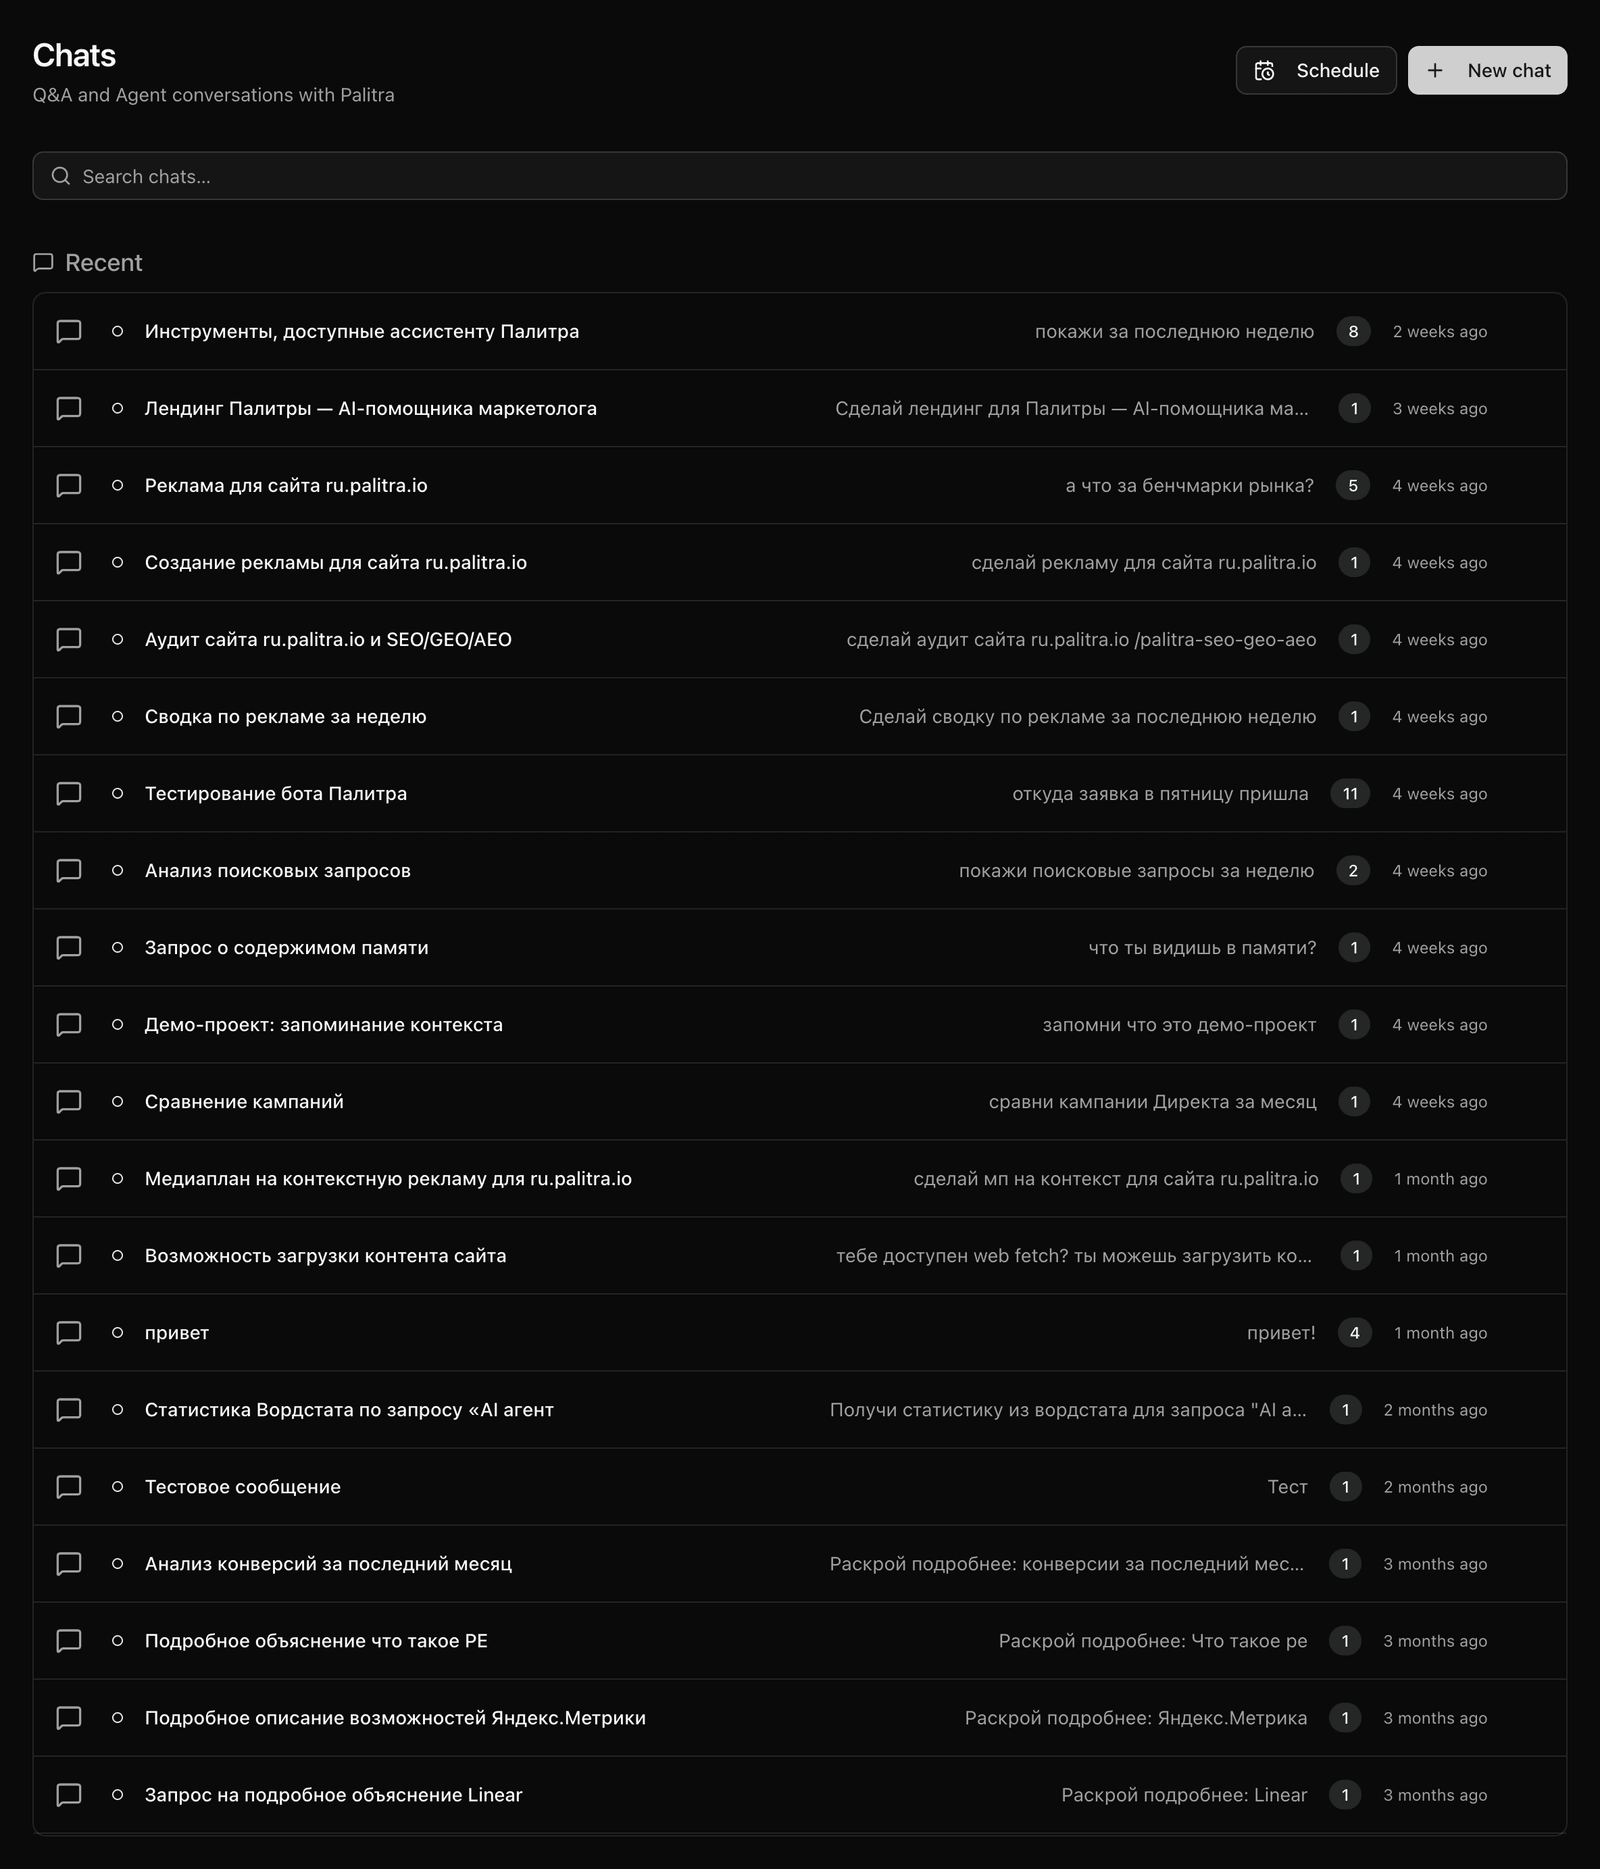 Chats
Q&A and Agent conversations with Palitra
Schedule
New chat
Search chats...
Recent
Инструменты, доступные ассистенту Палитра покажи за последнюю неделю 8 2 weeks ago
Лендинг Палитры — AI-помощника маркетолога Сделай лендинг для Палитры — AI-помощника ма... 1 3 weeks ago
Реклама для сайта ru.palitra.io а что за бенчмарки рынка? 5 4 weeks ago
Создание рекламы для сайта ru.palitra.io сделай рекламу для сайта ru.palitra.io 1 4 weeks ago
Аудит сайта ru.palitra.io и SEO/GEO/AEO сделай аудит сайта ru.palitra.io /palitra-seo-geo-aeo 1 4 weeks ago
Сводка по рекламе за неделю Сделай сводку по рекламе за последнюю неделю 1 4 weeks ago
Тестирование бота Палитра откуда заявка в пятницу пришла 11 4 weeks ago
Анализ поисковых запросов покажи поисковые запросы за неделю 2 4 weeks ago
Запрос о содержимом памяти что ты видишь в памяти? 1 4 weeks ago
Демо-проект: запоминание контекста запомни что это демо-проект 1 4 weeks ago
Сравнение кампаний сравни кампании Директа за месяц 1 4 weeks ago
Медиаплан на контекстную рекламу для ru.palitra.io сделай мп на контекст для сайта ru.palitra.io 1 1 month ago
Возможность загрузки контента сайта тебе доступен web fetch? ты можешь загрузить ко... 1 1 month ago
привет привет! 4 1 month ago
Статистика Вордстата по запросу «AI агент Получи статистику из вордстата для запроса "AI a... 1 2 months ago
Тестовое сообщение Тест 1 2 months ago
Анализ конверсий за последний месяц Раскрой подробнее: конверсии за последний мес... 1 3 months ago
Подробное объяснение что такое РЕ Раскрой подробнее: Что такое ре 1 3 months ago
Подробное описание возможностей Яндекс.Метрики Раскрой подробнее: Яндекс.Метрика 1 3 months ago
Запрос на подробное объяснение Linear Раскрой подробнее: Linear 1 3 months ago